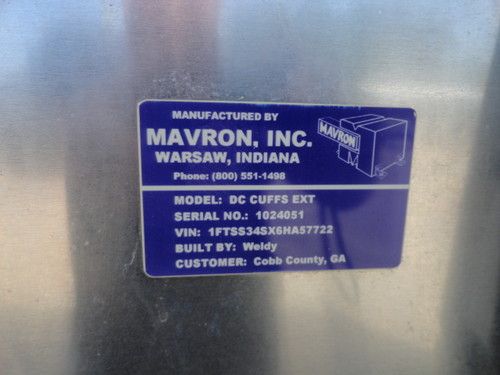 MANUFACTURED BY
MAVRON, INC.
WARSAW, INDIANA
Phone: (800) 551-1498
MAVRON
MODEL: DC CUFFS EXT
SERIAL NO.: 1024051
VIN: 1FTSS34SX6HA57722
BUILT BY: Weldy
CUSTOMER: Cobb County, GA